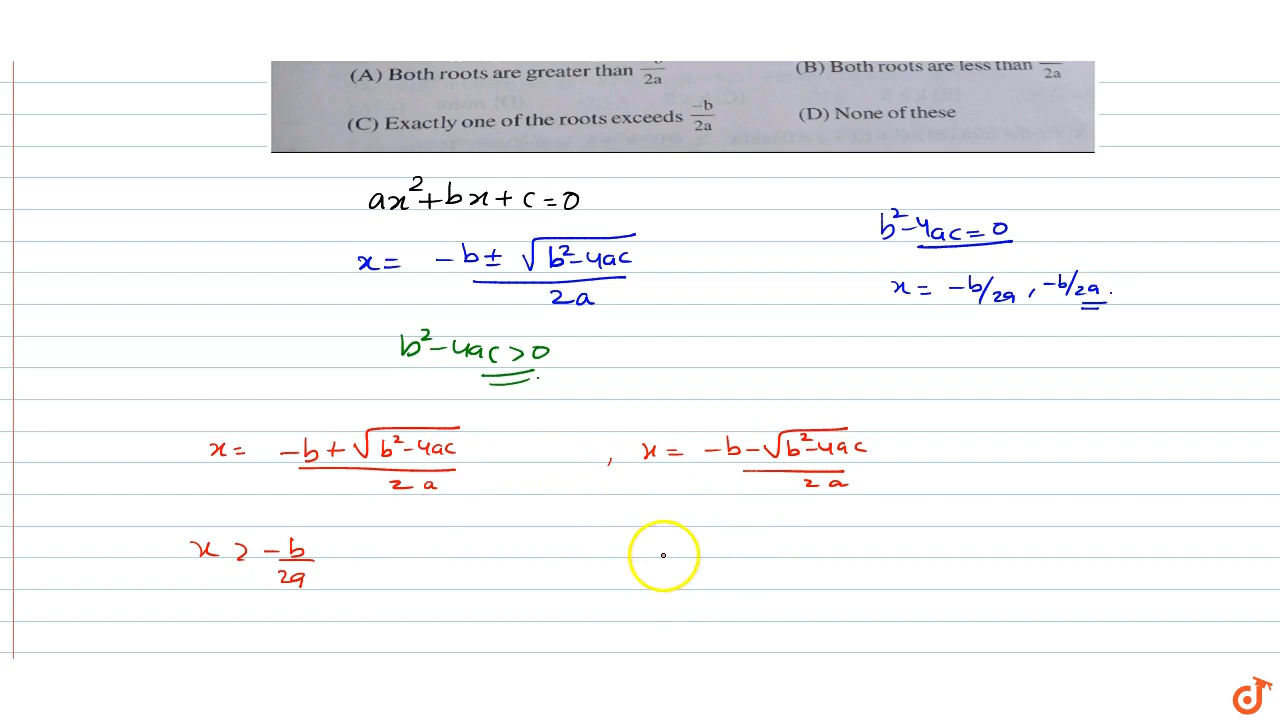 (A) Both roots are greater than -b/2a (B) Both roots are less than /2a
(C) Exactly one of the roots exceeds -b/2a (D) None of these
ax²+bx+c=0
b²-4ac=0
x= -b±√(b²-4ac)/2a
x= -b/2a, -b/2a.
b²-4ac>0
x= -b+√(b²-4ac)/2a , x= -b-√(b²-4ac)/2a
x > -b/2a